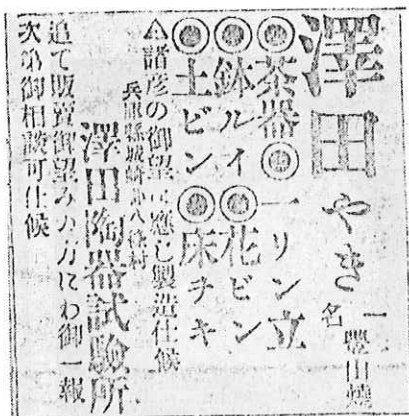 澤田やき
一名豊山燒
◉茶器◉一リン立
◉鉢ルイ◉花ビン
◉土ビン◉床チキ
諸彦の御望に應し製造仕候
兵庫縣城崎郡八條村
澤田陶器試驗所
追て販賣御望みの方にわ御一報
次第御相談可仕候